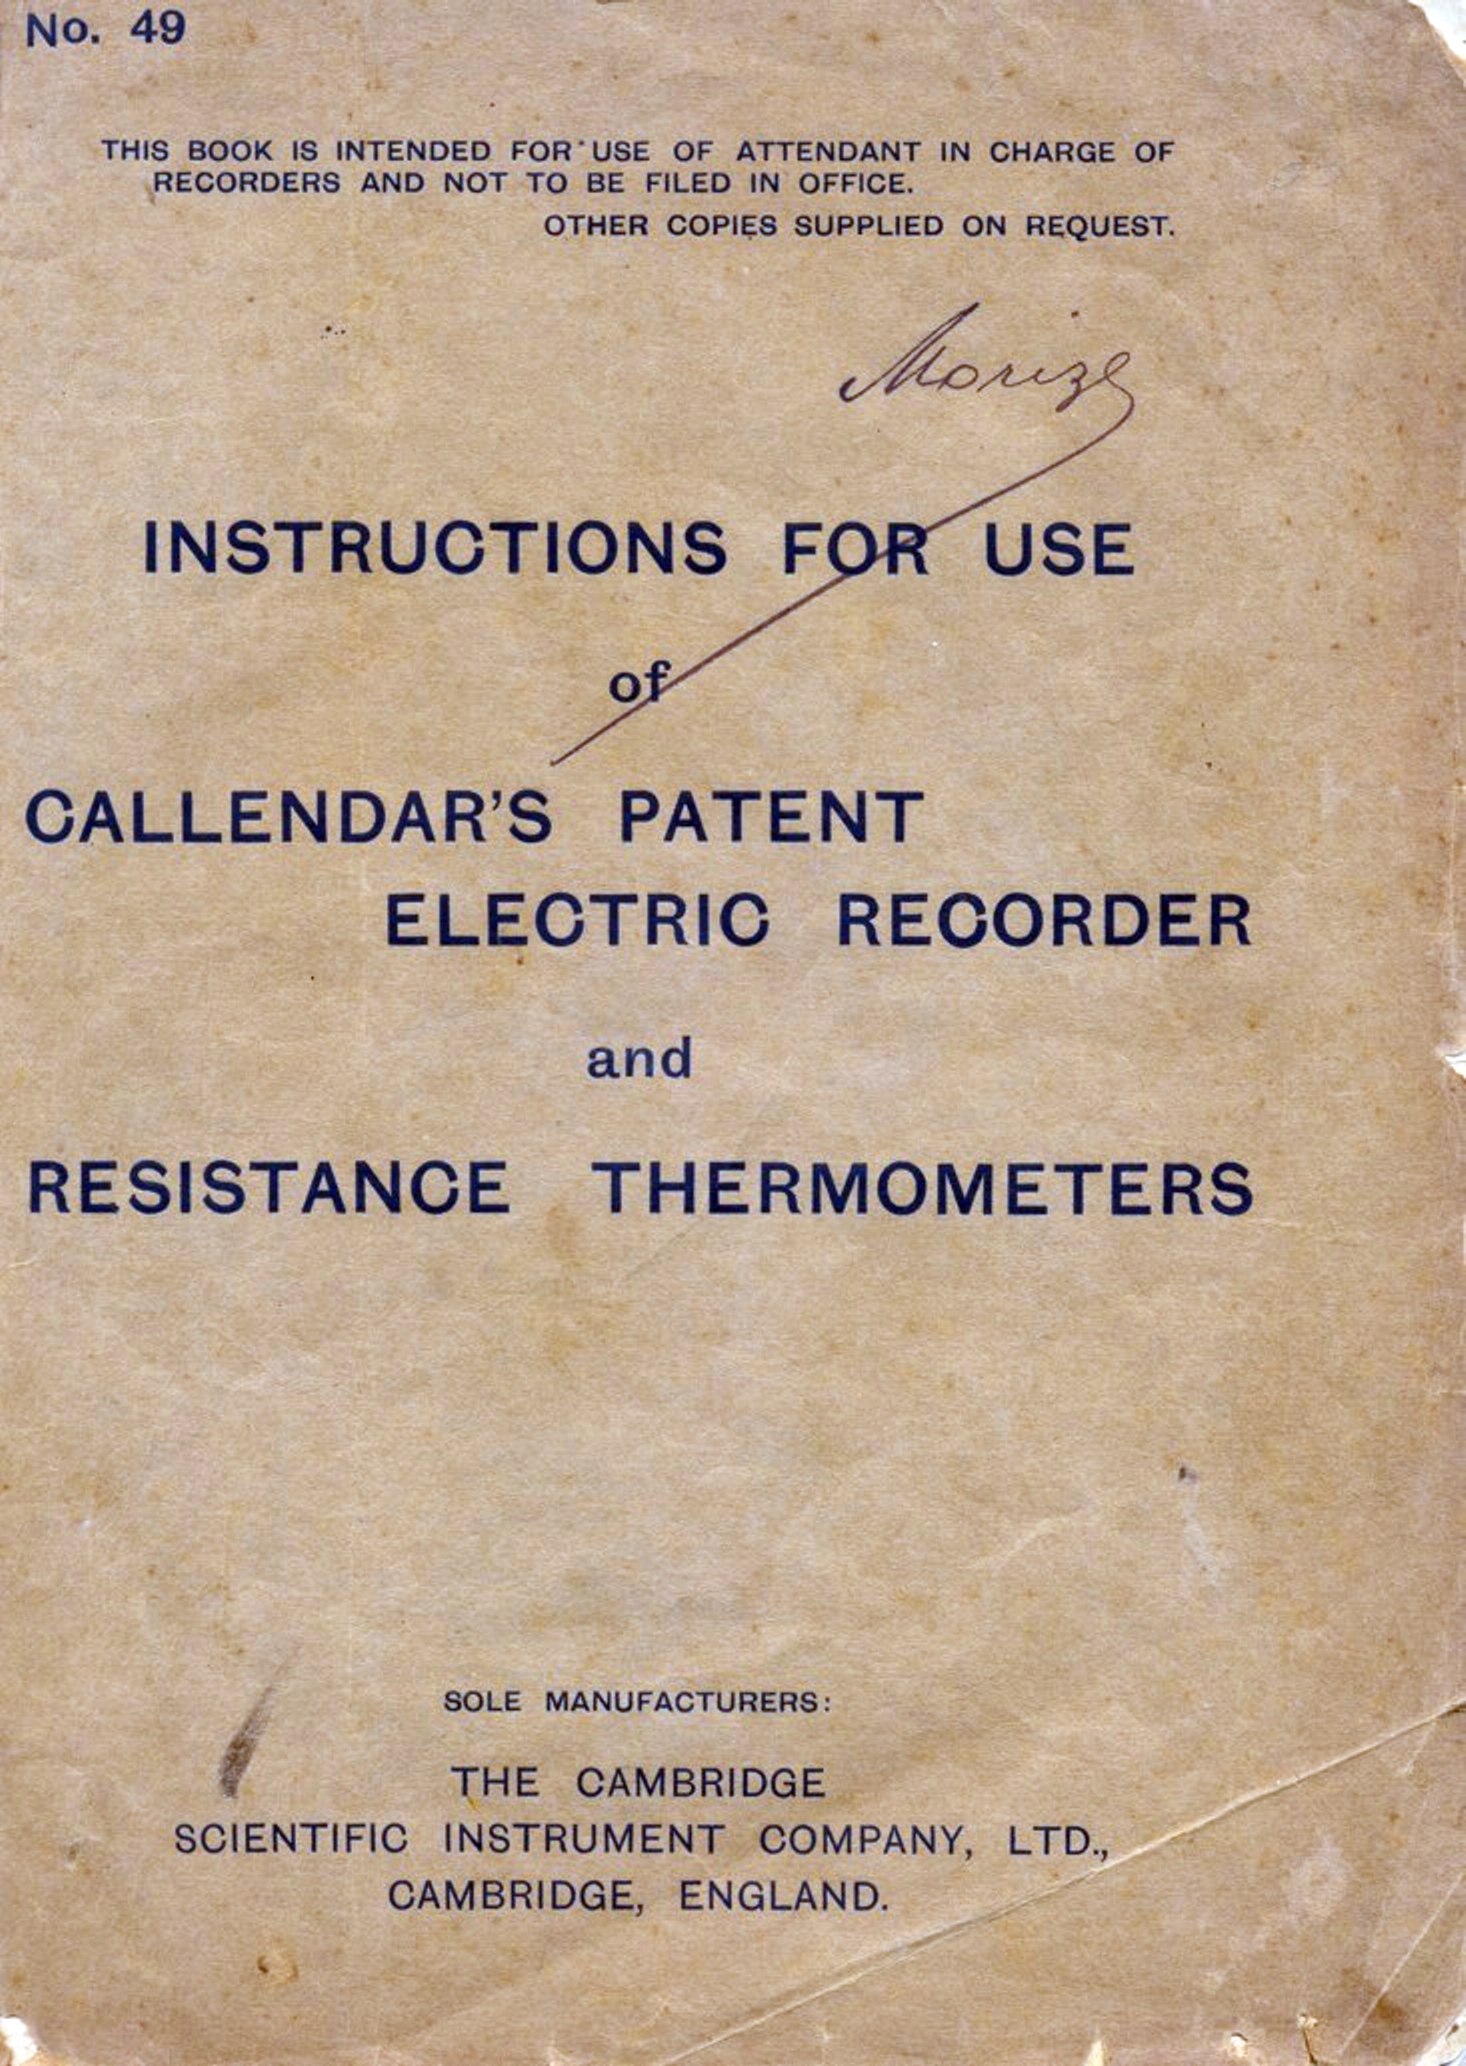 No. 49
THIS BOOK IS INTENDED FOR USE OF ATTENDANT IN CHARGE OF
RECORDERS AND NOT TO BE FILED IN OFFICE.
OTHER COPIES SUPPLIED ON REQUEST.
Morize
INSTRUCTIONS FOR USE
of
CALLENDAR'S PATENT
ELECTRIC RECORDER
and
RESISTANCE THERMOMETERS
SOLE MANUFACTURERS:
THE CAMBRIDGE
SCIENTIFIC INSTRUMENT COMPANY, LTD.,
CAMBRIDGE, ENGLAND.